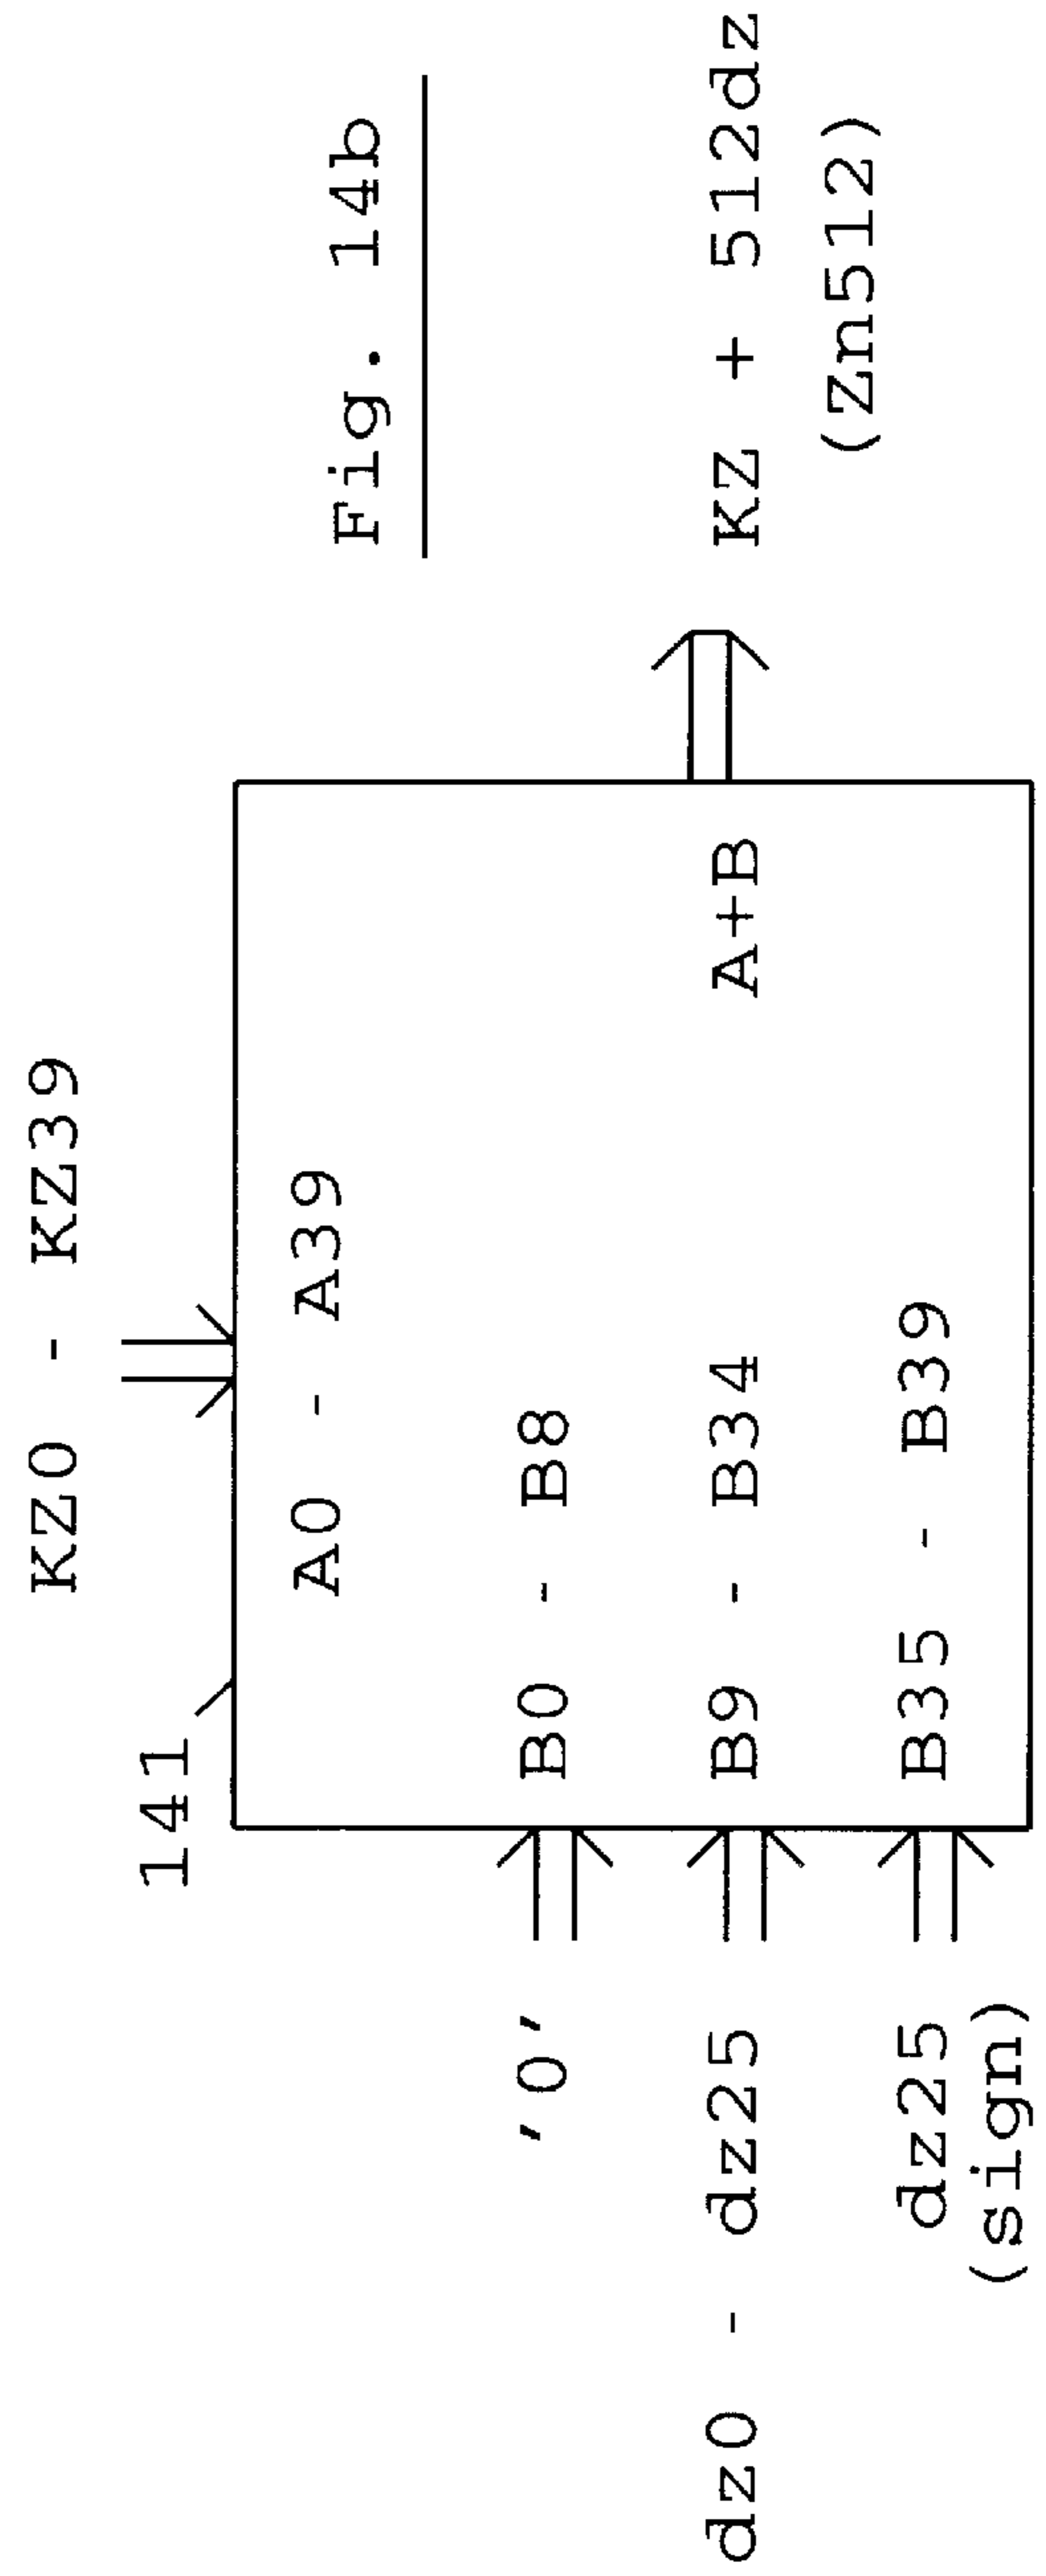 KZ0 - KZ39
141
A0 - A39
Fig. 14b
'0'
B0 - B8
dz0 - dz25
B9 - B34
A+B
KZ + 512dz
(Zn512)
dz25
(sign)
B35 - B39